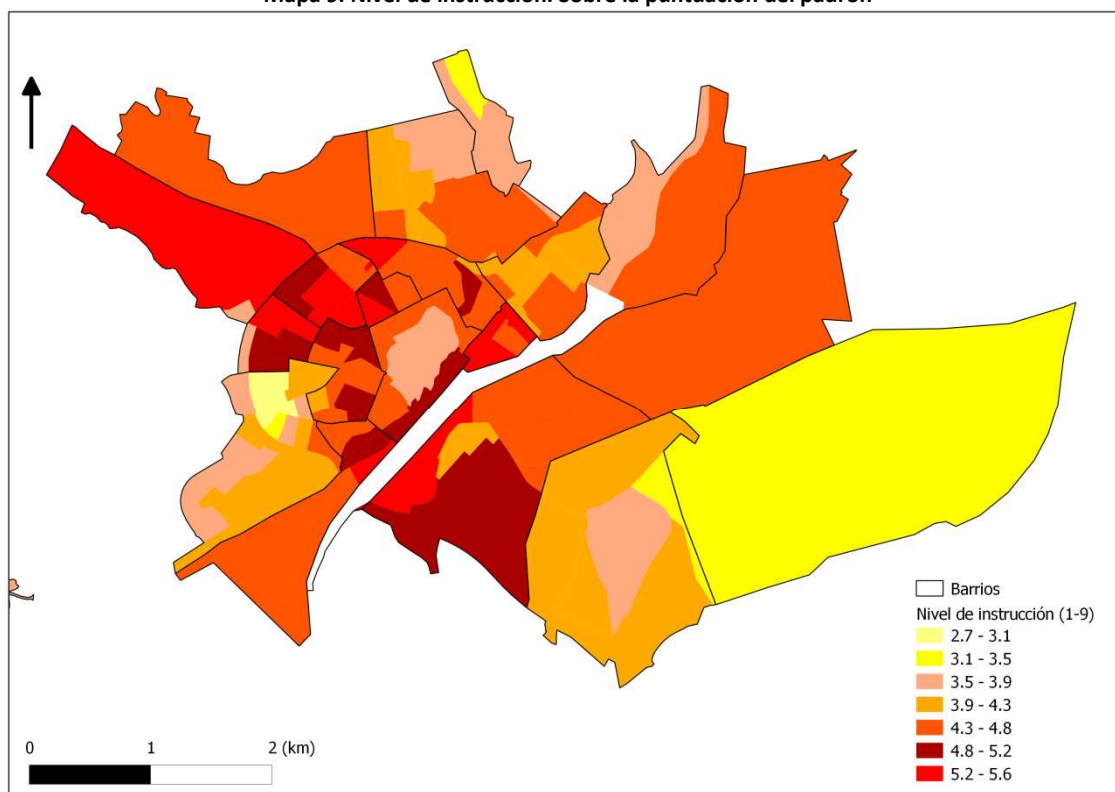 Mapa 9. Nivel de instrucción. Sobre la puntuación del padrón
Barrios
Nivel de instrucción (1-9)
2.7 - 3.1
3.1 - 3.5
3.5 - 3.9
3.9 - 4.3
4.3 - 4.8
4.8 - 5.2
5.2 - 5.6
0 1 2 (km)